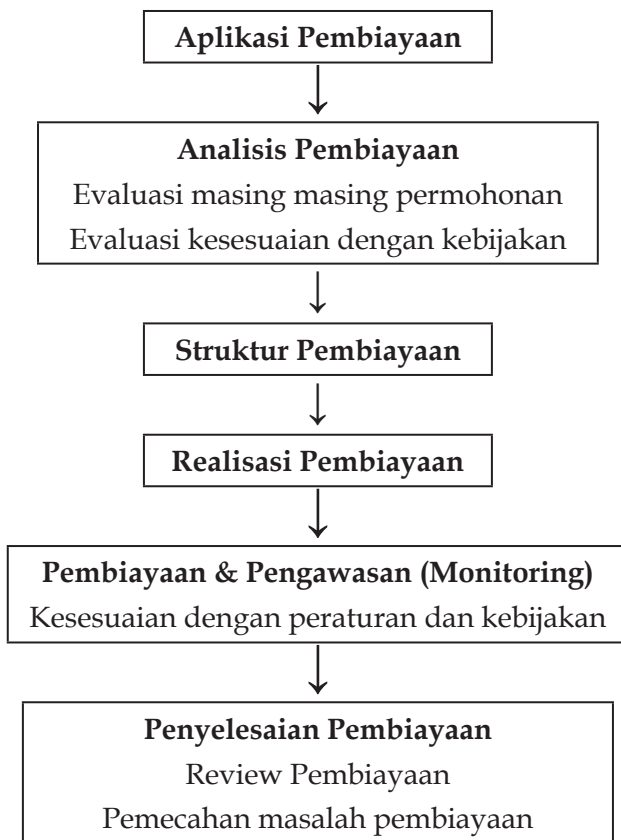 Aplikasi Pembiayaan
Analisis Pembiayaan
Evaluasi masing masing permohonan
Evaluasi kesesuaian dengan kebijakan
Struktur Pembiayaan
Realisasi Pembiayaan
Pembiayaan & Pengawasan (Monitoring)
Kesesuaian dengan peraturan dan kebijakan
Penyelesaian Pembiayaan
Review Pembiayaan
Pemecahan masalah pembiayaan